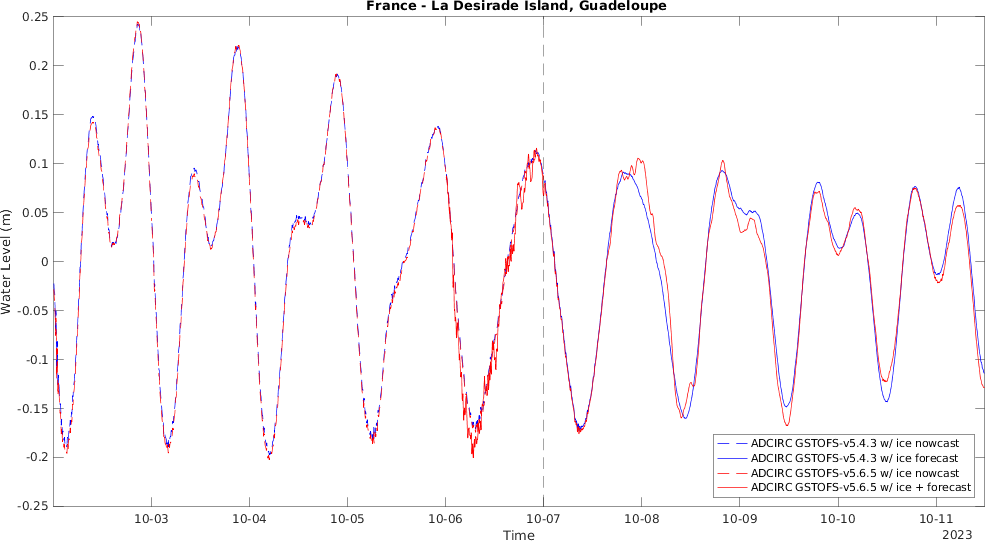 France - La Desirade Island, Guadeloupe
0.25
0.2
0.15
0.1
0.05
0
-0.05
-0.1
-0.15
-0.2
-0.25
Water Level (m)
ADCIRC GSTOFS-v5.4.3 w/ ice nowcast
ADCIRC GSTOFS-v5.4.3 w/ ice forecast
ADCIRC GSTOFS-v5.6.5 w/ ice nowcast
ADCIRC GSTOFS-v5.6.5 w/ ice + forecast
10-03 10-04 10-05 10-06 10-07 10-08 10-09 10-10 10-11
Time
2023